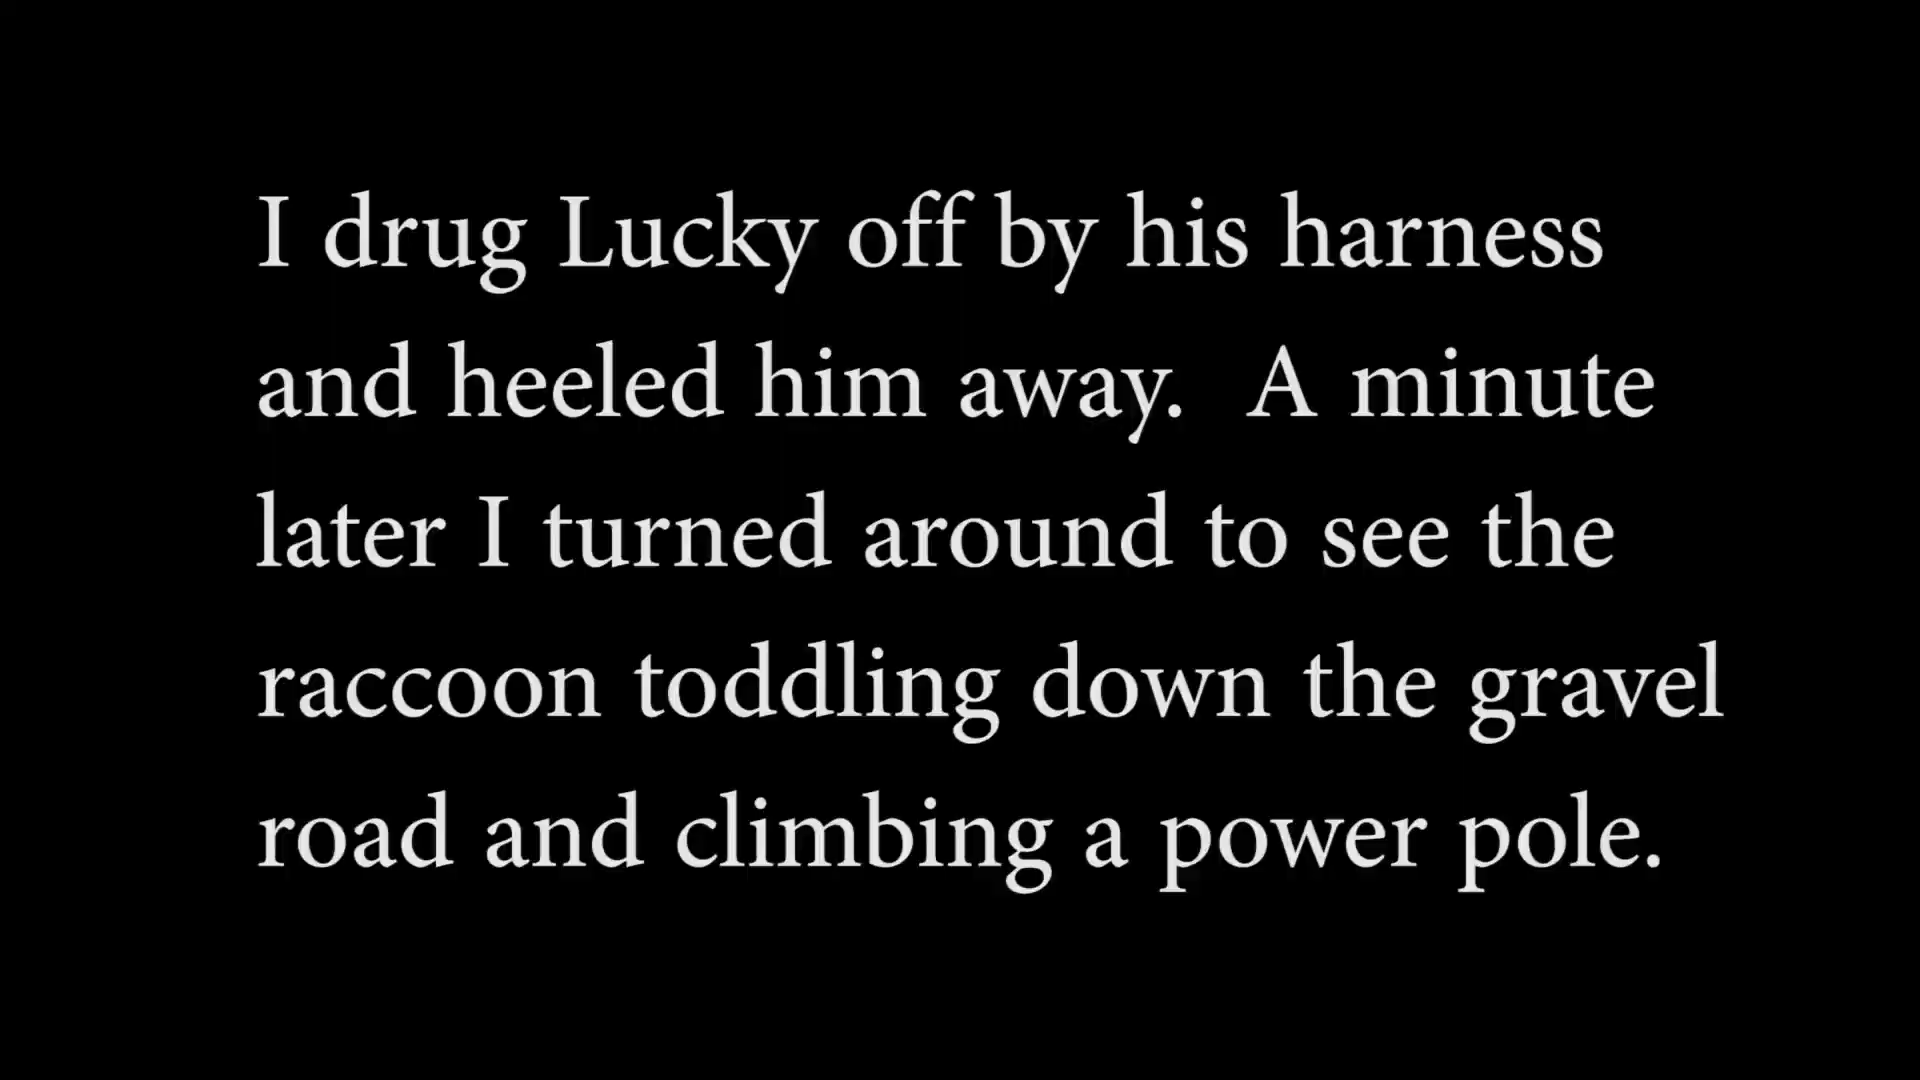 I drug Lucky off by his harness
and heeled him away.  A minute
later I turned around to see the
raccoon toddling down the gravel
road and climbing a power pole.